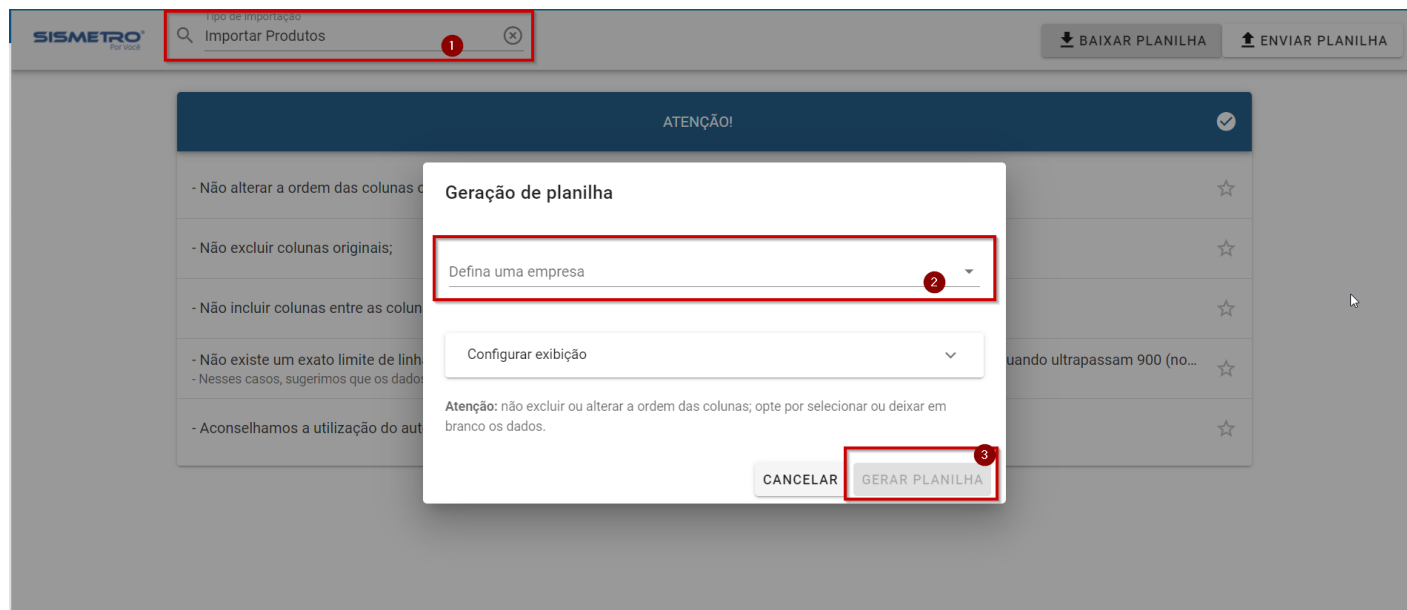 Tipo de Importação
SISMETRO®
Por Você
Importar Produtos
1
BAIXAR PLANILHA
ENVIAR PLANILHA
ATENÇÃO!
- Não alterar a ordem das colunas
Geração de planilha
- Não excluir colunas originais;
Defina uma empresa
2
- Não incluir colunas entre as colun
- Não existe um exato limite de linh
uando ultrapassam 900 (no...
- Nesses casos, sugerimos que os dados
Configurar exibição
Atenção: não excluir ou alterar a ordem das colunas; opte por selecionar ou deixar em
branco os dados.
- Aconselhamos a utilização do aut
3
CANCELAR
GERAR PLANILHA